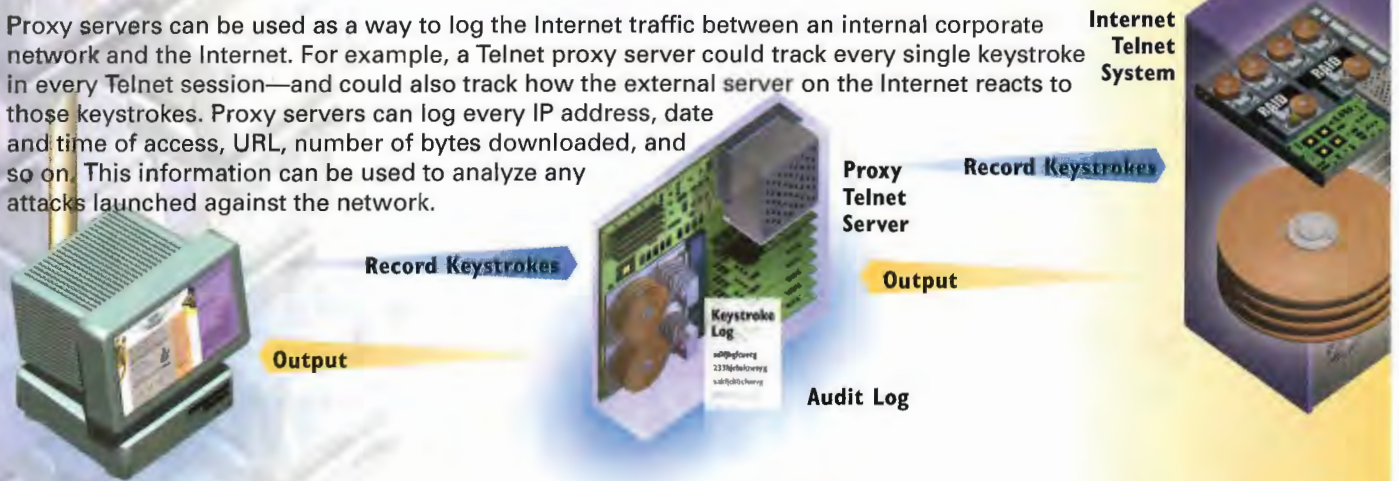 Proxy servers can be used as a way to log the Internet traffic between an internal corporate
network and the Internet. For example, a Telnet proxy server could track every single keystroke
in every Telnet session—and could also track how the external server on the Internet reacts to
those keystrokes. Proxy servers can log every IP address, date
and time of access, URL, number of bytes downloaded, and
so on. This information can be used to analyze any
attacks launched against the network.
Internet
Telnet
System
RAID
RAID
Proxy
Telnet
Server
Record Keystrokes
Record Keystrokes
Output
Output
Keystroke
Log
Audit Log